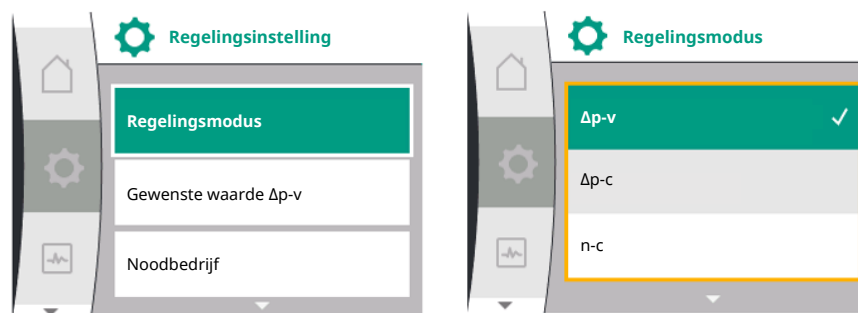 Regelingsinstelling
Regelingsmodus
Gewenste waarde Δp-v
Noodbedrijf
Regelingsmodus
Δp-v
Δp-c
n-c